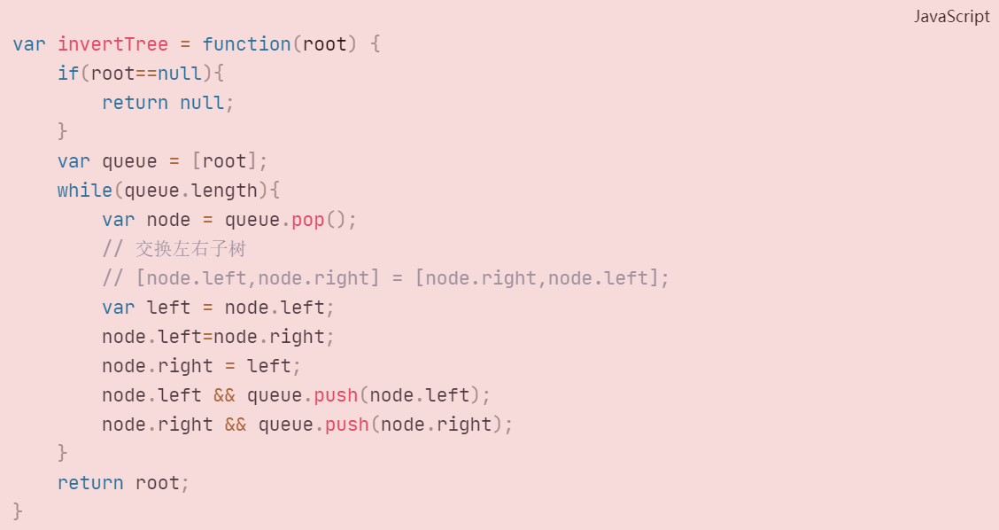 JavaScript
var invertTree = function(root) {
    if(root==null){
        return null;
    }
    var queue = [root];
    while(queue.length){
        var node = queue.pop();
        // 交换左右子树
        // [node.left,node.right] = [node.right,node.left];
        var left = node.left;
        node.left=node.right;
        node.right = left;
        node.left && queue.push(node.left);
        node.right && queue.push(node.right);
    }
    return root;
}